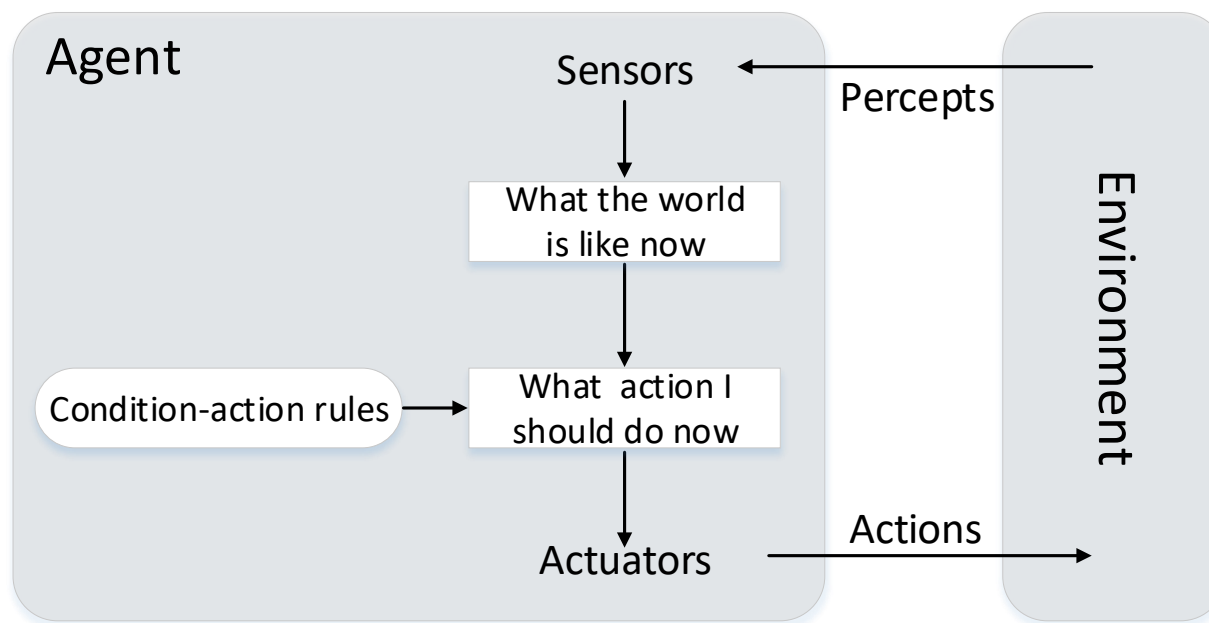 Agent
Sensors
Percepts
What the world
is like now
Environment
Condition-action rules
What action I
should do now
Actions
Actuators